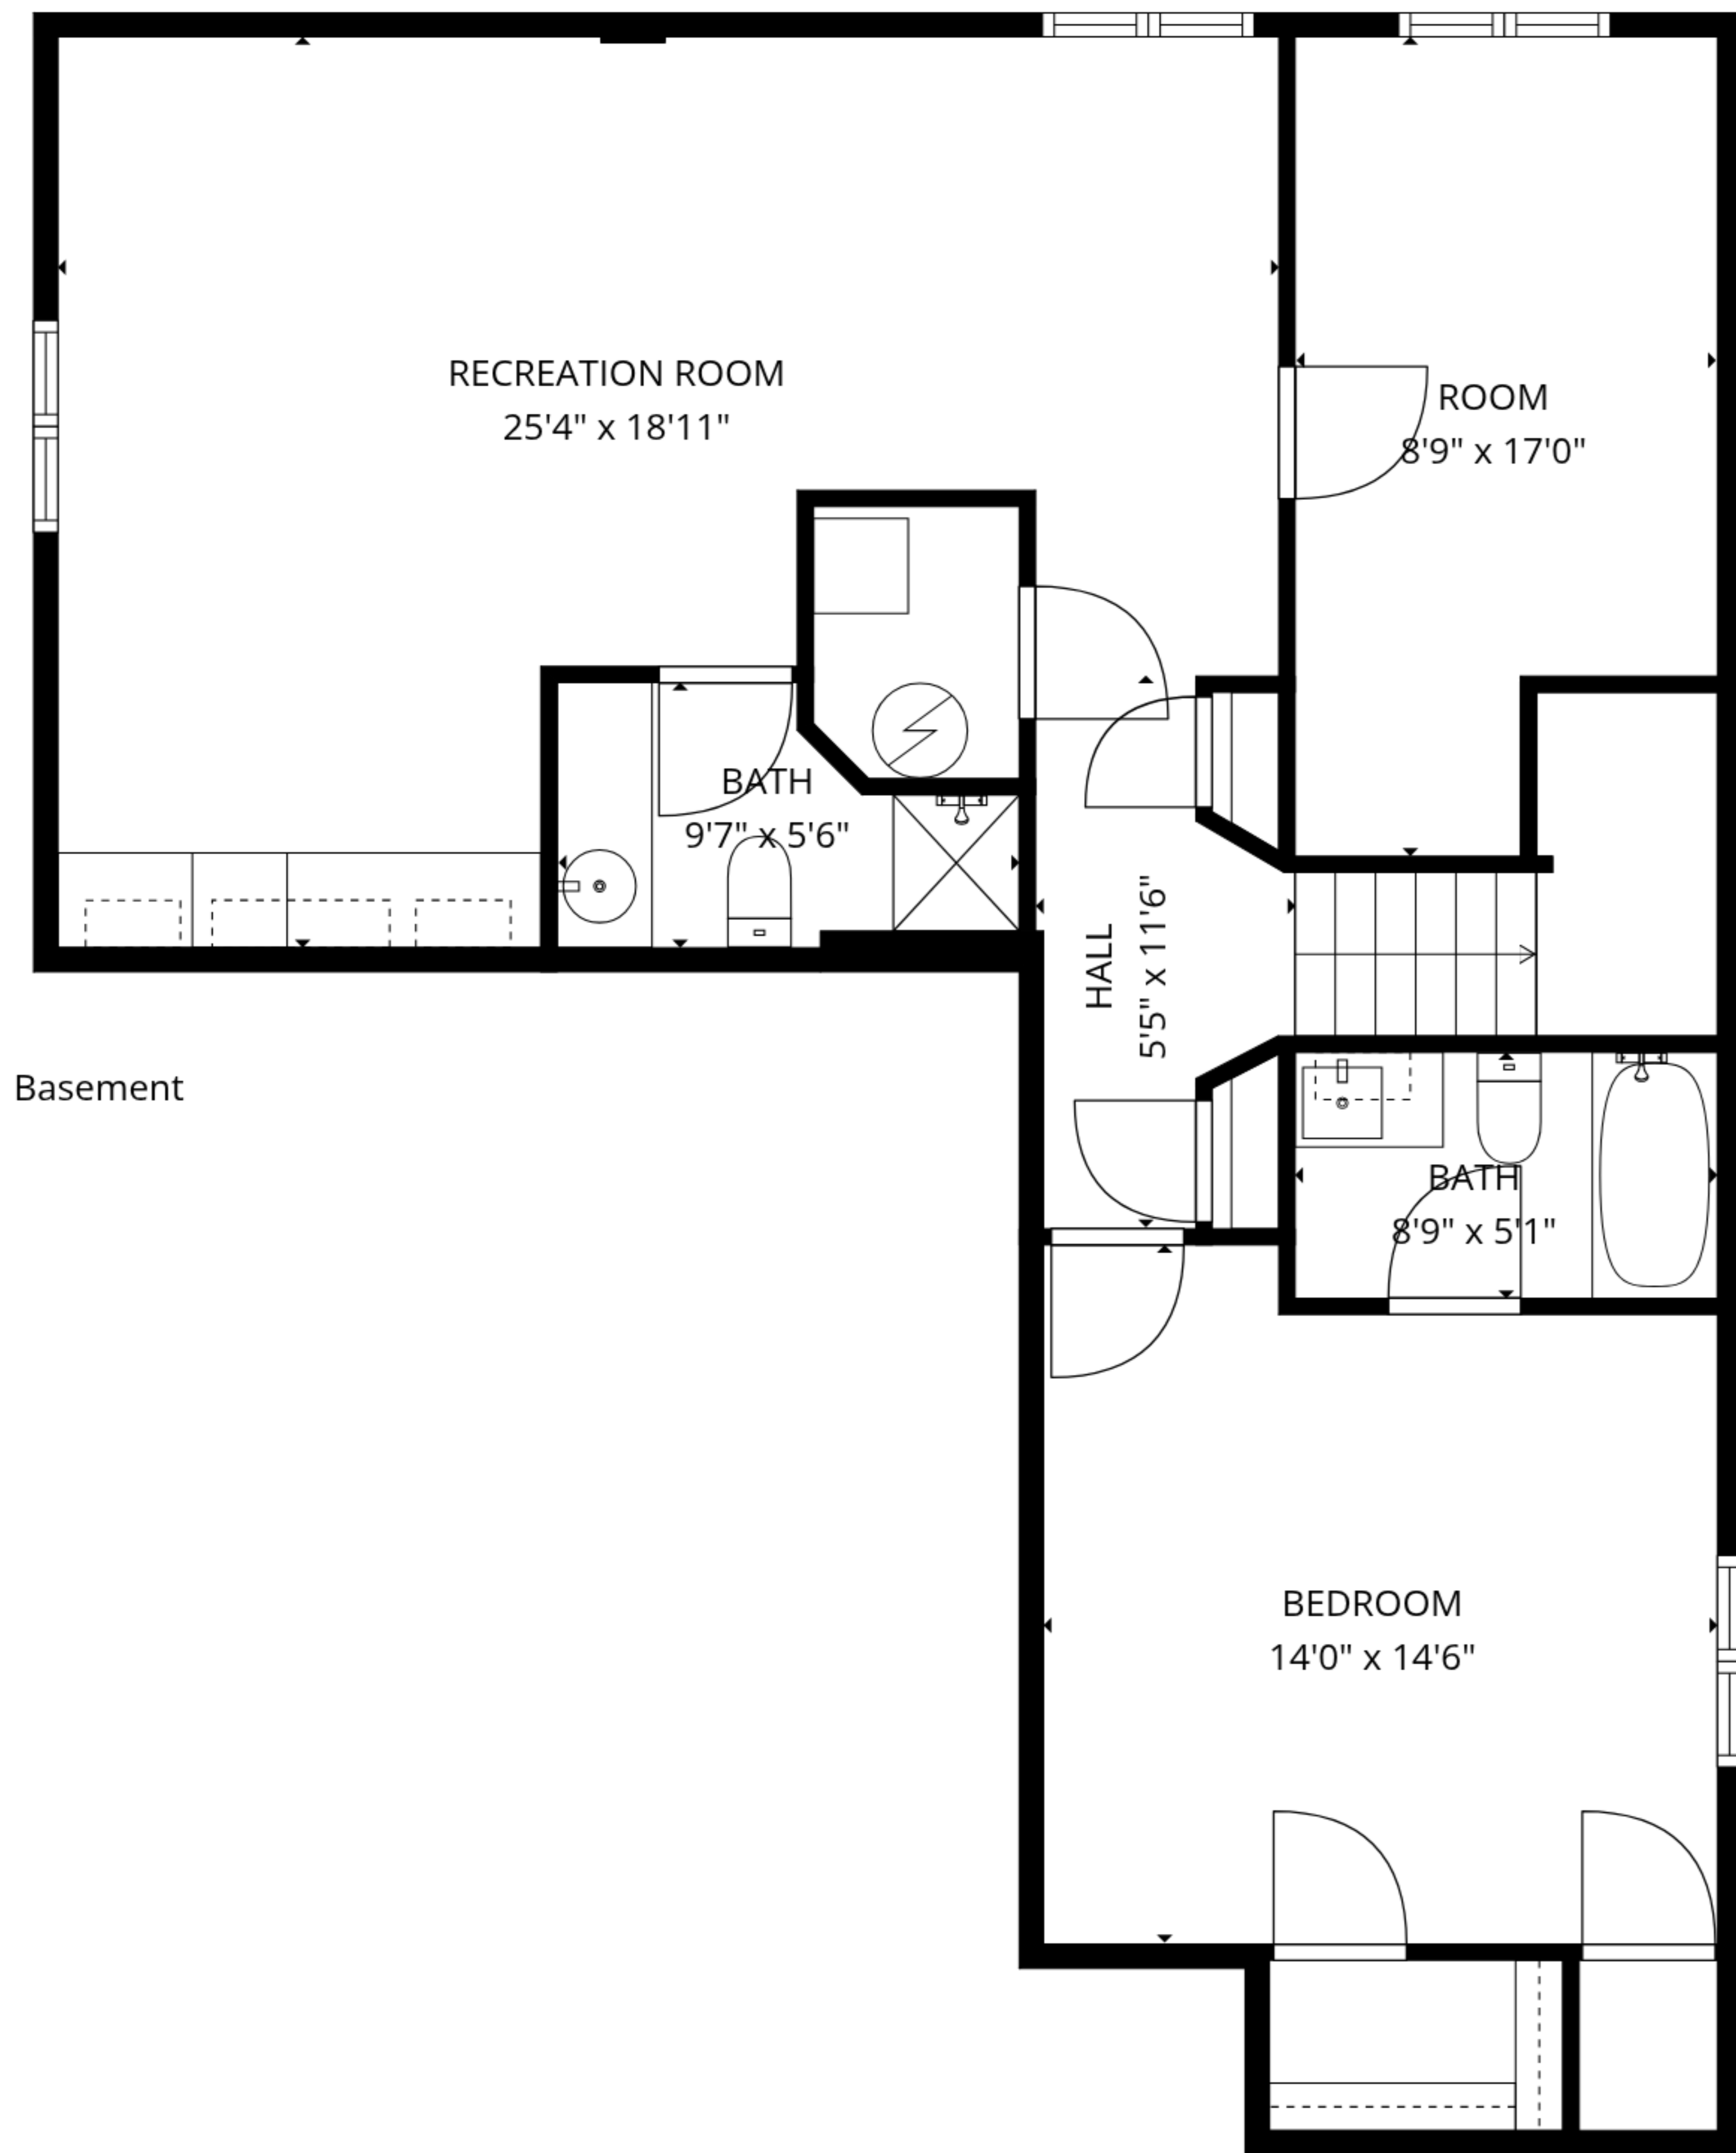 RECREATION ROOM
25'4" x 18'11"
ROOM
8'9" x 17'0"
BATH
9'7" x 5'6"
HALL
5'5" x 11'6"
Basement
BATH
8'9" x 5'1"
BEDROOM
14'0" x 14'6"